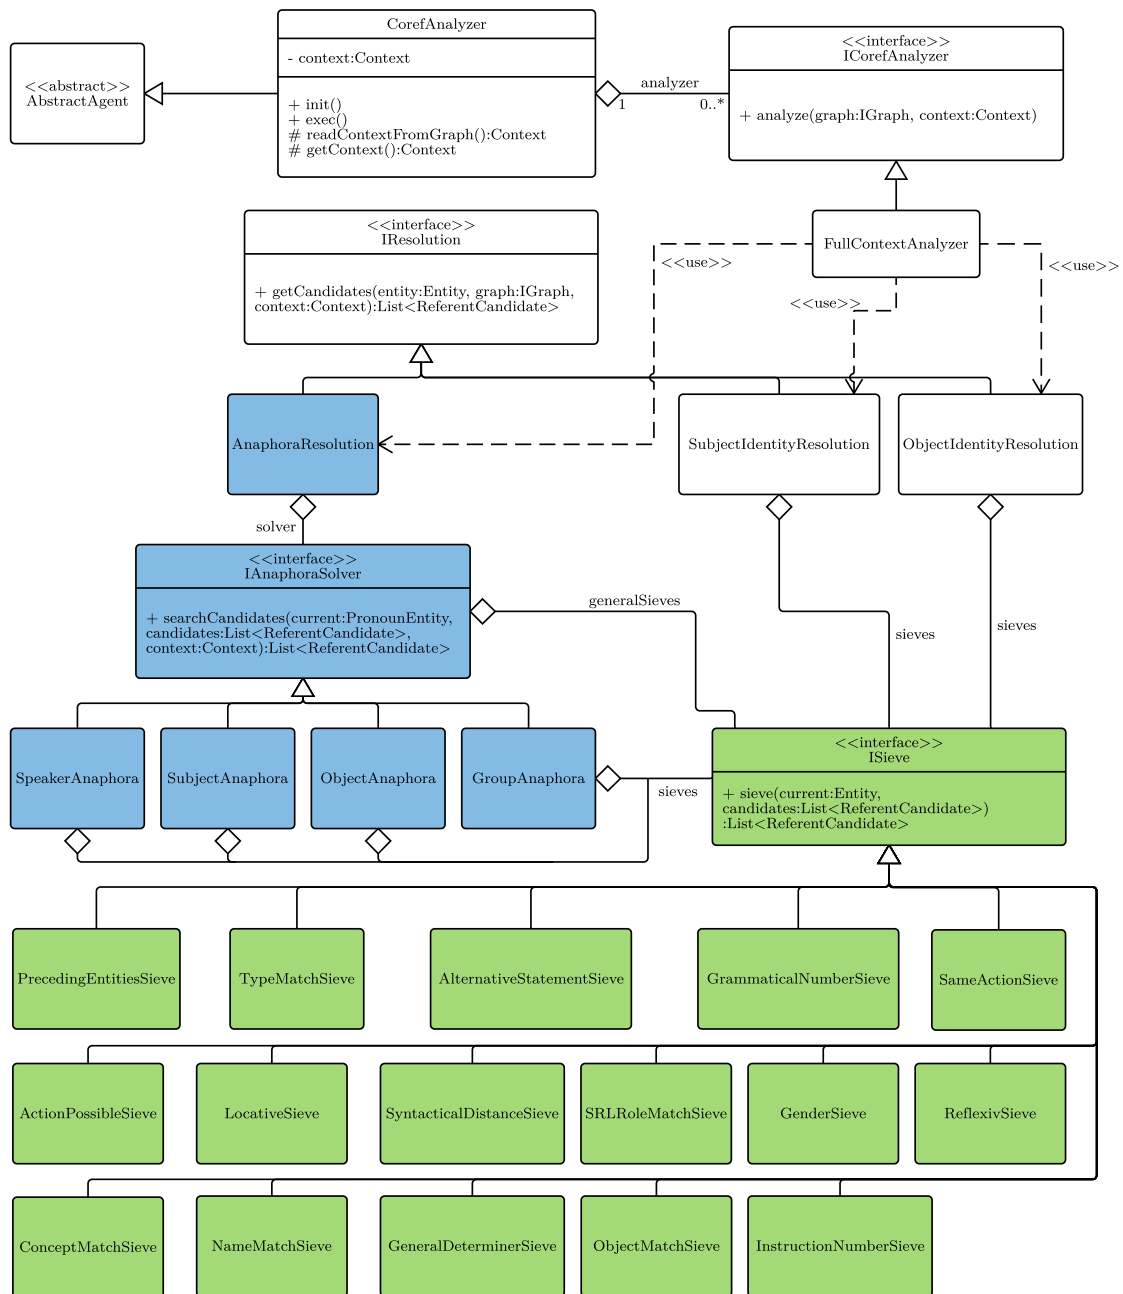 CorefAnalyzer
- context:Context
+ init()
+ exec()
# readContextFromGraph():Context
# getContext():Context
<<abstract>>
AbstractAgent
analyzer
1
0..*
<<interface>>
ICorefAnalyzer
+ analyze(graph:IGraph, context:Context)
<<interface>>
IResolution
+ getCandidates(entity:Entity, graph:IGraph,
context:Context):List<ReferentCandidate>
FullContextAnalyzer
<<use>>
<<use>>
<<use>>
AnaphoraResolution
SubjectIdentityResolution
ObjectIdentityResolution
solver
<<interface>>
IAnaphoraSolver
+ searchCandidates(current:PronounEntity,
candidates:List<ReferentCandidate>,
context:Context):List<ReferentCandidate>
generalSieves
sieves
sieves
SpeakerAnaphora
SubjectAnaphora
ObjectAnaphora
GroupAnaphora
sieves
<<interface>>
ISieve
+ sieve(current:Entity,
candidates:List<ReferentCandidate>)
:List<ReferentCandidate>
PrecedingEntitiesSieve
TypeMatchSieve
AlternativeStatementSieve
GrammaticalNumberSieve
SameActionSieve
ActionPossibleSieve
LocativeSieve
SyntacticalDistanceSieve
SRLRoleMatchSieve
GenderSieve
ReflexivSieve
ConceptMatchSieve
NameMatchSieve
GeneralDeterminerSieve
ObjectMatchSieve
InstructionNumberSieve